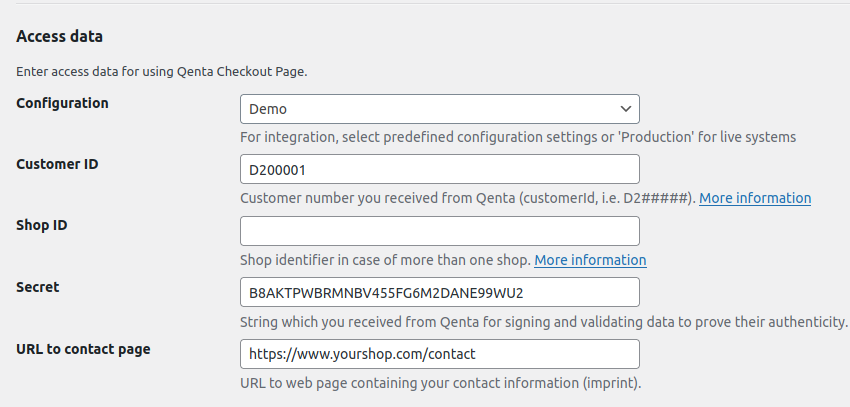 Access data
Enter access data for using Qenta Checkout Page.
Configuration
Demo
For integration, select predefined configuration settings or 'Production' for live systems
Customer ID
D200001
Customer number you received from Qenta (customerId, i.e. D2#####). More information
Shop ID
Shop identifier in case of more than one shop. More information
Secret
B8AKTPWBRMNBV455FG6M2DANE99WU2
String which you received from Qenta for signing and validating data to prove their authenticity.
URL to contact page
https://www.yourshop.com/contact
URL to web page containing your contact information (imprint).